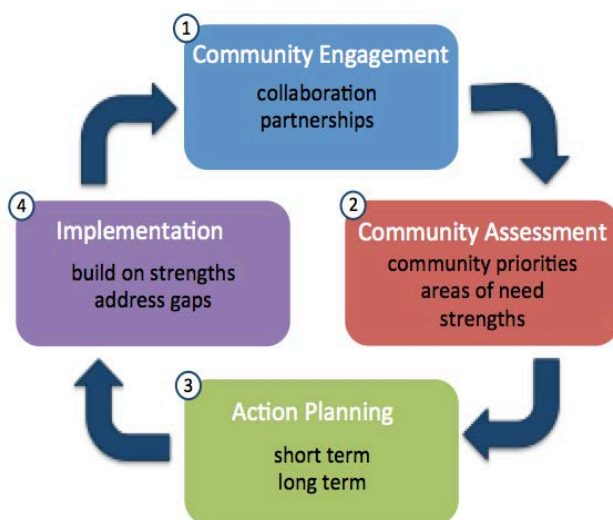 1
Community Engagement
collaboration
partnerships
2
Community Assessment
community priorities
areas of need
strengths
3
Action Planning
short term
long term
4
Implementation
build on strengths
address gaps